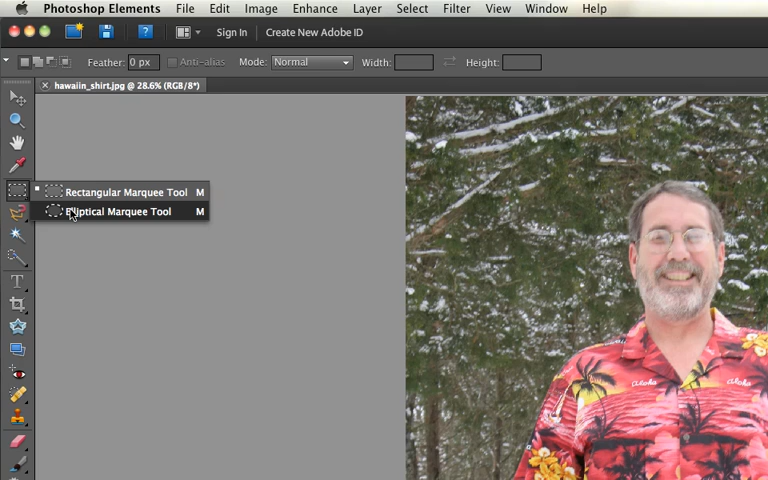 Photoshop Elements File Edit Image Enhance Layer Select Filter View Window Help
Sign In Create New Adobe ID
Feather: 0 px Anti-alias Mode: Normal Width: Height:
hawaiin_shirt.jpg @ 28.6% (RGB/8*)
Rectangular Marquee Tool M
Elliptical Marquee Tool M
Aloha
Aloha